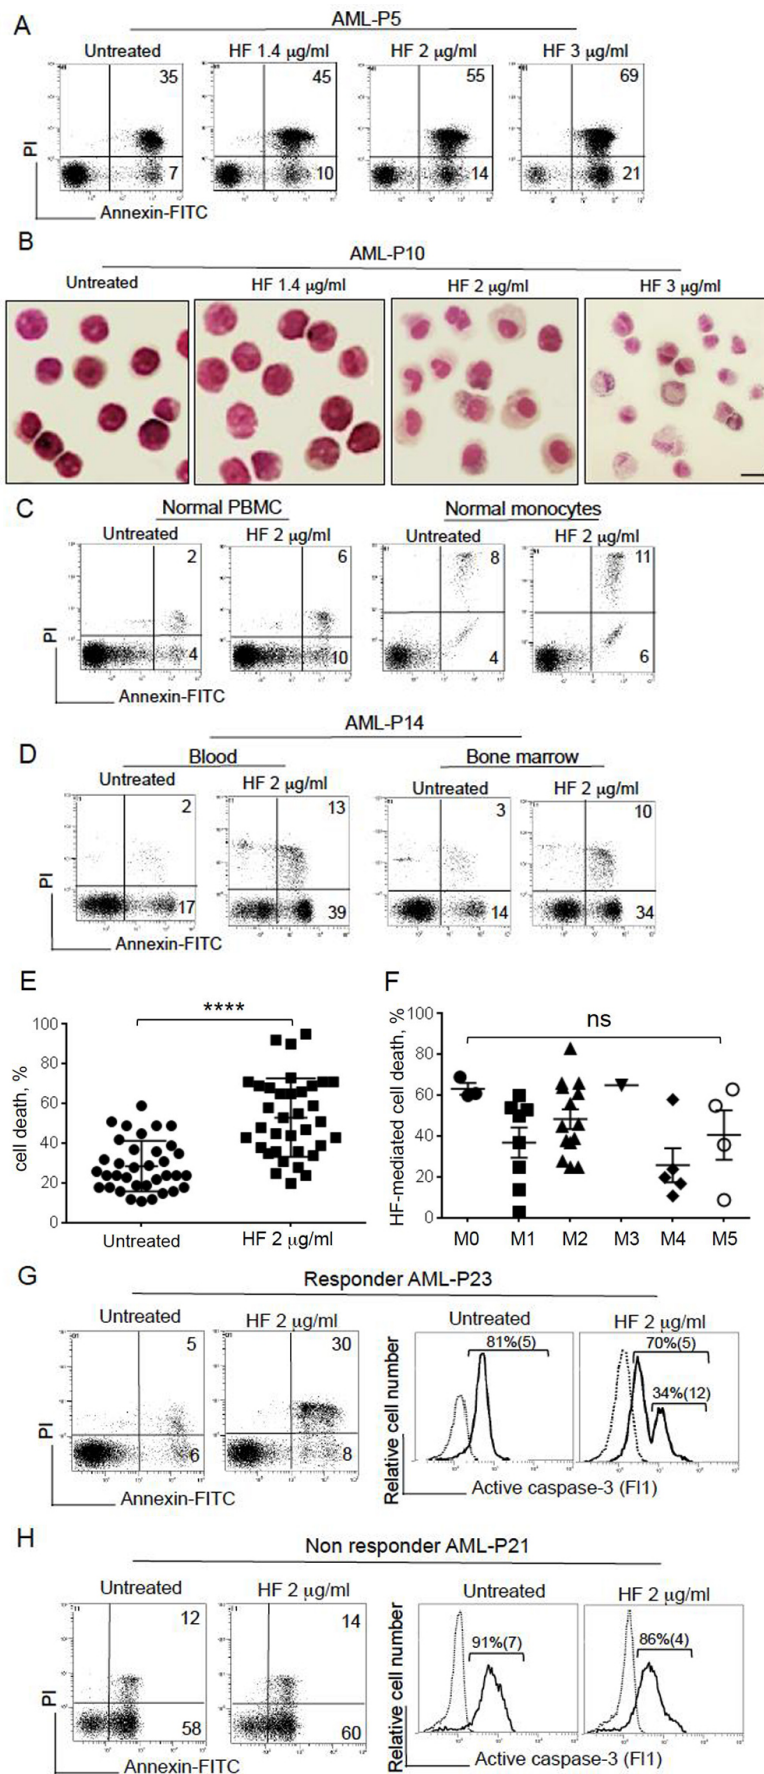 A
AML-P5
Untreated HF 1.4 μg/ml HF 2 μg/ml HF 3 μg/ml
35 45 55 69
PI
7 10 14 21
Annexin-FITC
B
AML-P10
Untreated HF 1.4 μg/ml HF 2 μg/ml HF 3 μg/ml
C
Normal PBMC Normal monocytes
Untreated HF 2 μg/ml Untreated HF 2 μg/ml
2 6 8 11
PI
4 10 4 6
Annexin-FITC
AML-P14
D
Blood Bone marrow
Untreated HF 2 μg/ml Untreated HF 2 μg/ml
2 13 3 10
PI
17 39 14 34
Annexin-FITC
E
****
cell death, %
100
80
60
40
20
0
Untreated HF 2 μg/ml
F
ns
HF-mediated cell death, %
100
80
60
40
20
0
M0 M1 M2 M3 M4 M5
G
Responder AML-P23
Untreated HF 2 μg/ml Untreated HF 2 μg/ml
5 30
PI
6 8
Annexin-FITC
Relative cell number
81%(5) 70%(5)
34%(12)
Active caspase-3 (Fl1)
H
Non responder AML-P21
Untreated HF 2 μg/ml Untreated HF 2 μg/ml
12 14
PI
58 60
Annexin-FITC
Relative cell number
91%(7) 86%(4)
Active caspase-3 (Fl1)